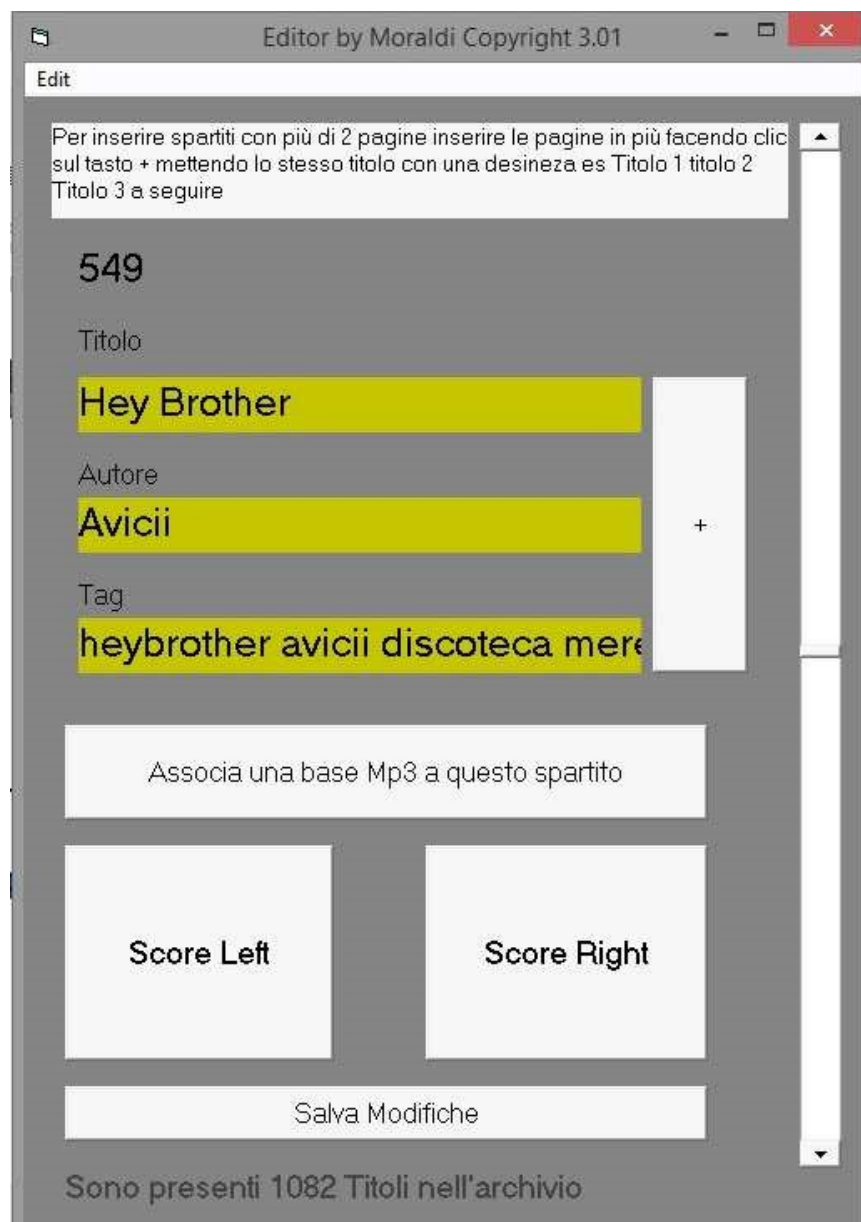 Editor by Moraldi Copyright 3.01
Edit
Per inserire spartiti con più di 2 pagine inserire le pagine in più facendo clic
sul tasto + mettendo lo stesso titolo con una desineza es Titolo 1 titolo 2
Titolo 3 a seguire
549
Titolo
Hey Brother
Autore
Avicii
+
Tag
heybrother avicii discoteca mere
Associa una base Mp3 a questo spartito
Score Left
Score Right
Salva Modifiche
Sono presenti 1082 Titoli nell'archivio